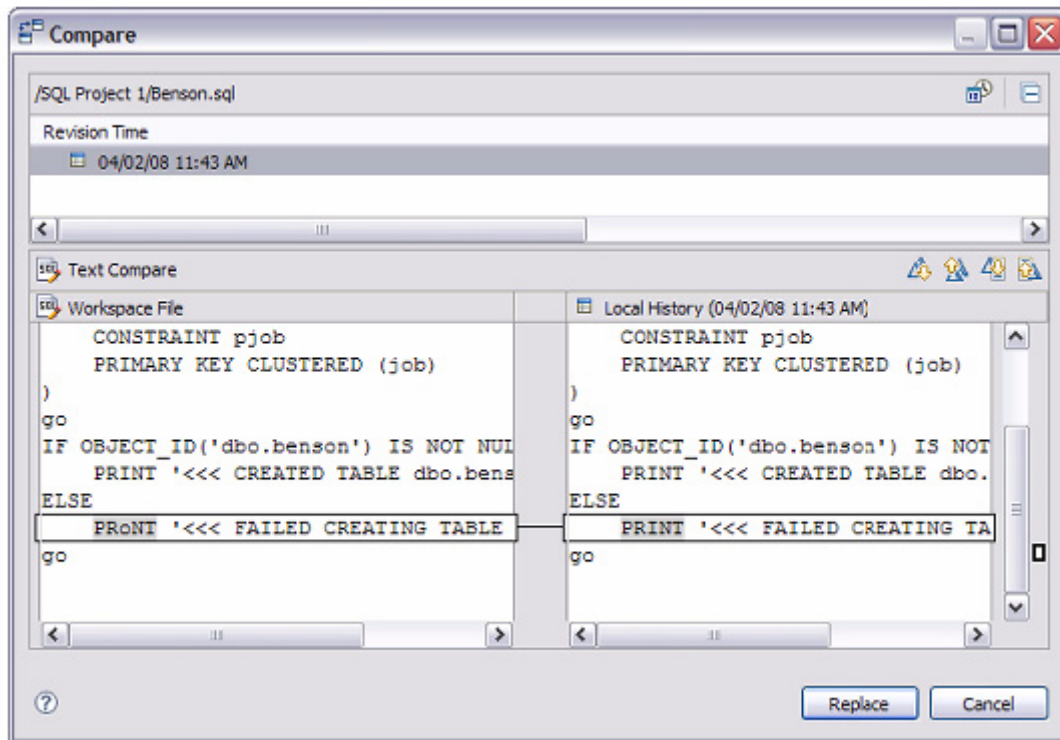 Compare
/SQL Project 1/Benson.sql
Revision Time
04/02/08 11:43 AM
Text Compare
Workspace File
CONSTRAINT pjob
PRIMARY KEY CLUSTERED (job)
)
go
IF OBJECT_ID('dbo.benson') IS NOT NUL
PRINT '<<< CREATED TABLE dbo.bens
ELSE
PRoNT '<<< FAILED CREATING TABLE
go
Local History (04/02/08 11:43 AM)
CONSTRAINT pjob
PRIMARY KEY CLUSTERED (job)
)
go
IF OBJECT_ID('dbo.benson') IS NOT
PRINT '<<< CREATED TABLE dbo.
ELSE
PRINT '<<< FAILED CREATING TA
go
Replace
Cancel